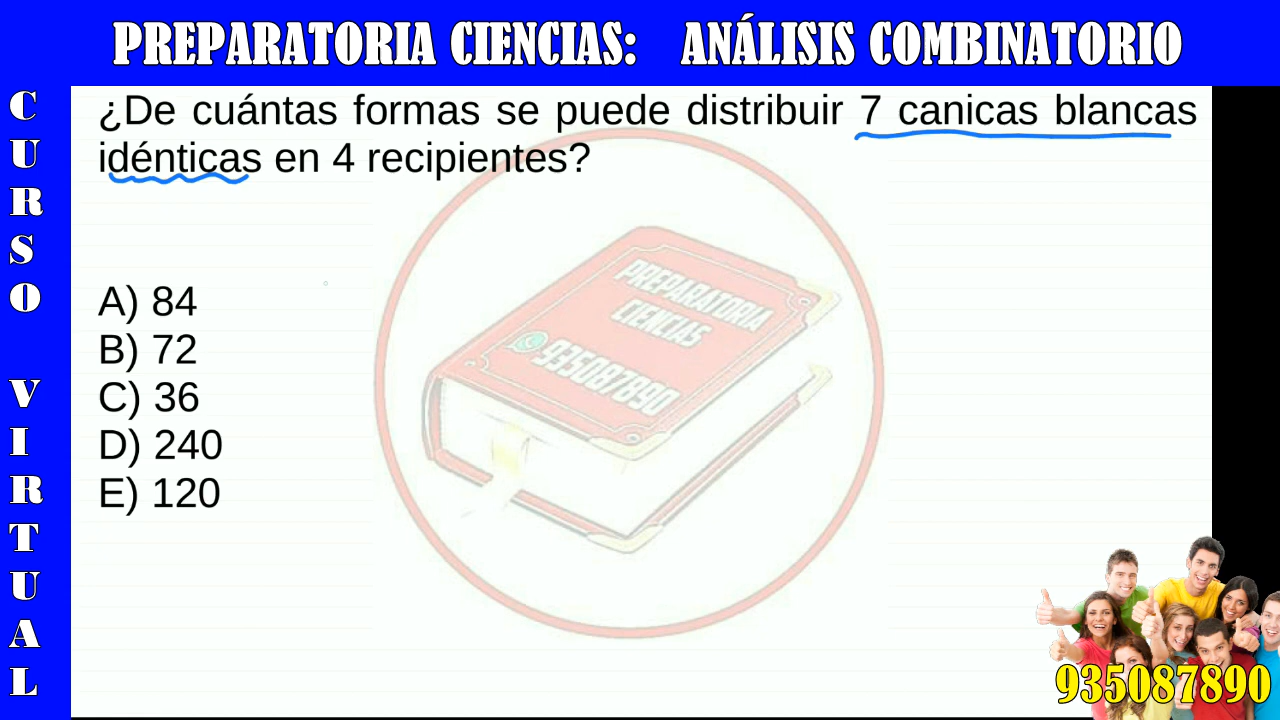 PREPARATORIA CIENCIAS: ANÁLISIS COMBINATORIO
CURSO VIRTUAL
¿De cuántas formas se puede distribuir 7 canicas blancas
idénticas en 4 recipientes?
PREPARATORIA
CIENCIAS
935087890
A) 84
B) 72
C) 36
D) 240
E) 120
935087890